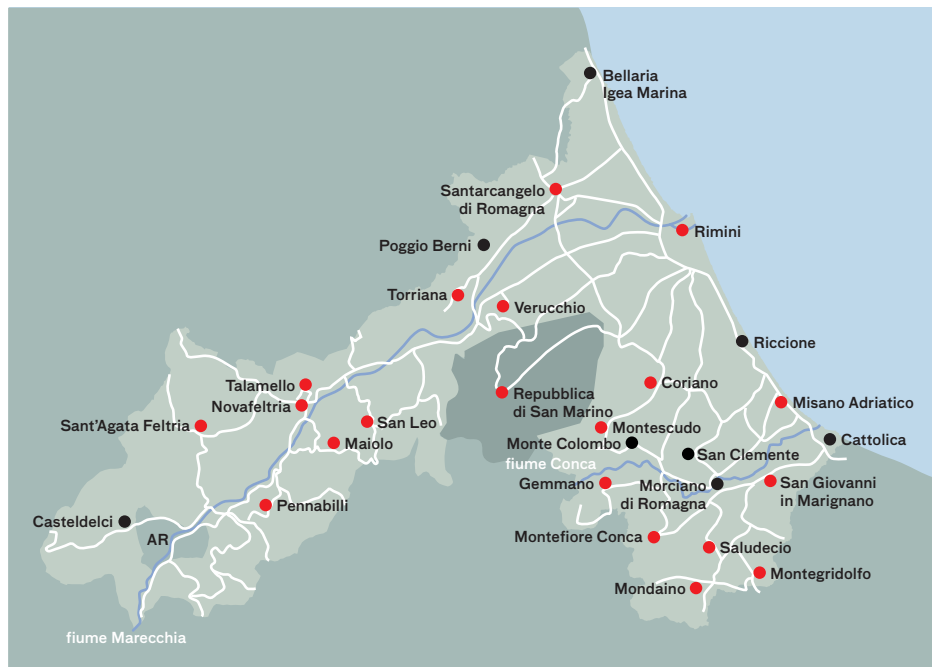 Bellaria
Igea Marina
Santarcangelo
di Romagna
Rimini
Poggio Berni
Torriana
Verucchio
Riccione
Talamello
Novafeltria
Sant'Agata Feltria
San Leo
Maiolo
Repubblica
di San Marino
Coriano
Misano Adriatico
Montescudo
Monte Colombo
Cattolica
San Clemente
fiume Conca
Gemmano
Morciano
di Romagna
San Giovanni
in Marignano
Pennabilli
Casteldelci
AR
Montefiore Conca
Saludecio
Montegridolfo
Mondaino
fiume Marecchia